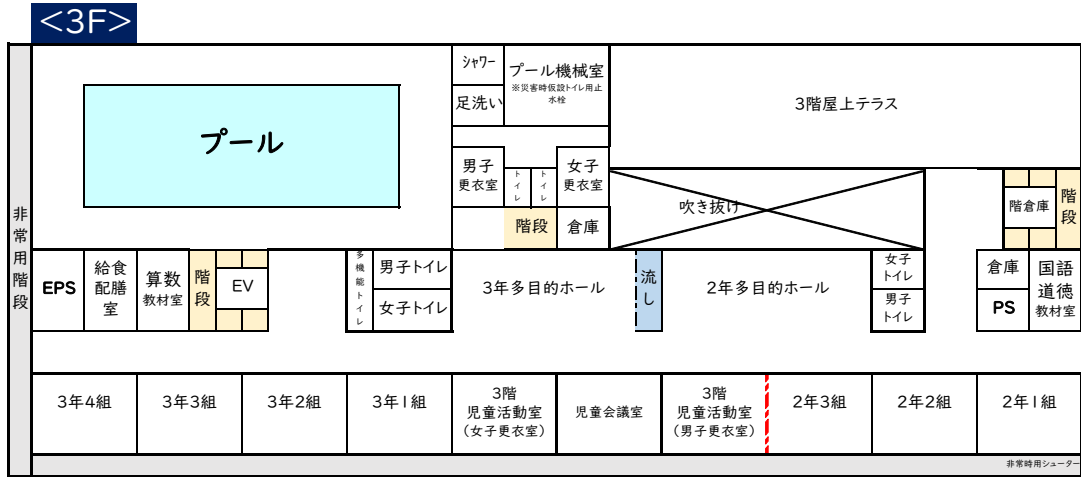 <3F>
シャワー
足洗い
プール機械室
※災害時仮設トイレ用止
水栓
3階屋上テラス
プール
男子
更衣室
トイレ
トイレ
女子
更衣室
階段
倉庫
吹き抜け
階倉庫
階段
非常用階段
EPS
給食
配膳
室
算数
教材室
階段
EV
多機能トイレ
男子トイレ
女子トイレ
3年多目的ホール
流し
2年多目的ホール
女子
トイレ
男子
トイレ
倉庫
PS
国語
道徳
教材室
3年4組
3年3組
3年2組
3年1組
3階
児童活動室
(女子更衣室)
児童会議室
3階
児童活動室
(男子更衣室)
2年3組
2年2組
2年1組
非常時用シューター